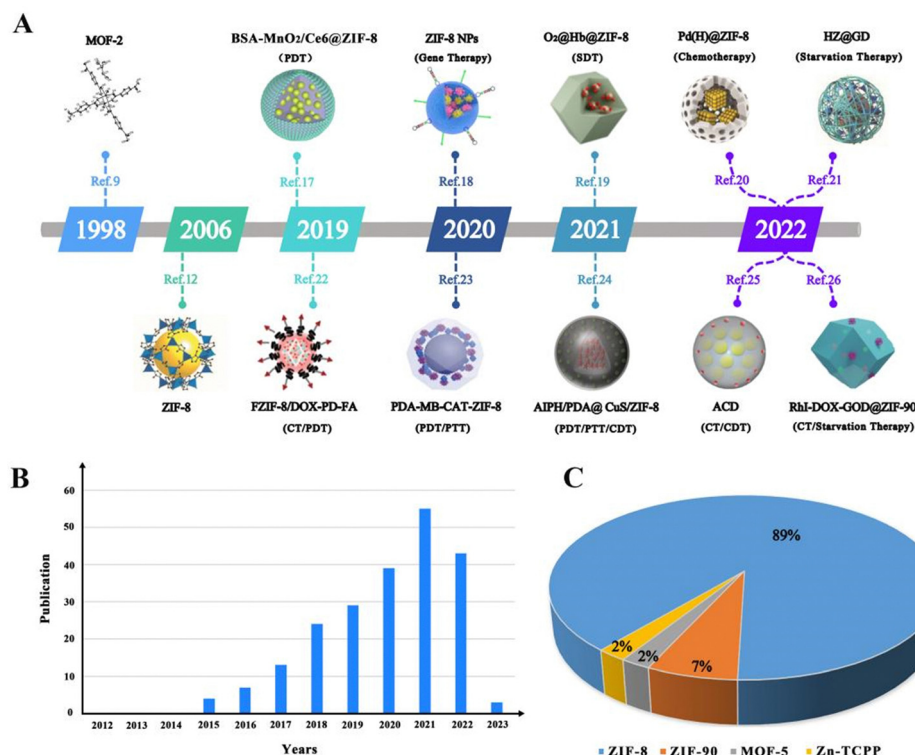 A
MOF-2
BSA-MnO2/Ce6@ZIF-8
(PDT)
ZIF-8 NPs
(Gene Therapy)
O2@Hb@ZIF-8
(SDT)
Pd(H)@ZIF-8
(Chemotherapy)
HZ@GD
(Starvation Therapy)
Ref.9
Ref.17
Ref.18
Ref.19
Ref.20
Ref.21
1998
2006
2019
2020
2021
2022
Ref.12
Ref.22
Ref.23
Ref.24
Ref.25
Ref.26
ZIF-8
FZIF-8/DOX-PD-FA
(CT/PDT)
PDA-MB-CAT-ZIF-8
(PDT/PTT)
AIPH/PDA@ CuS/ZIF-8
(PDT/PTT/CDT)
ACD
(CT/CDT)
RhI-DOX-GOD@ZIF-90
(CT/Starvation Therapy)
B
Publication
60
50
40
30
20
10
0
2012 2013 2014 2015 2016 2017 2018 2019 2020 2021 2022 2023
Years
C
89%
2%
2%
7%
ZIF-8 ZIF-90 MOF-5 Zn-TCPP